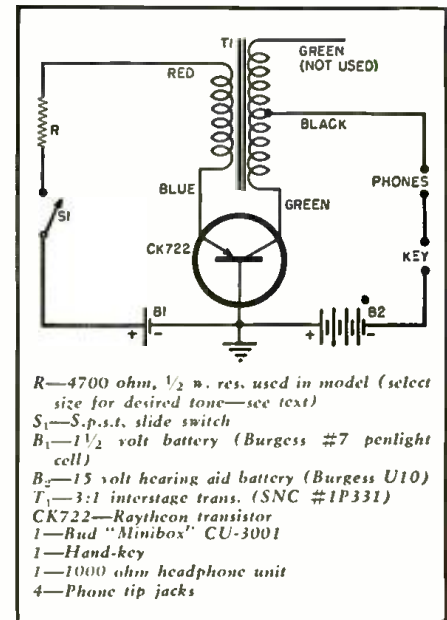 T1
GREEN
(NOT USED)
RED
R
BLACK
PHONES
BLUE
GREEN
S1
CK722
KEY
B1
B2
+ -
+ -
R—4700 ohm, ½ w. res. used in model (select
size for desired tone—see text)
S₁—S.p.s.t. slide switch
B₁—1½ volt battery (Burgess #7 penlight
cell)
B₂—15 volt hearing aid battery (Burgess U10)
T₁—3:1 interstage trans. (SNC #1P331)
CK722—Raytheon transistor
1—Bud "Minibox" CU-3001
1—Hand-key
1—1000 ohm headphone unit
4—Phone tip jacks